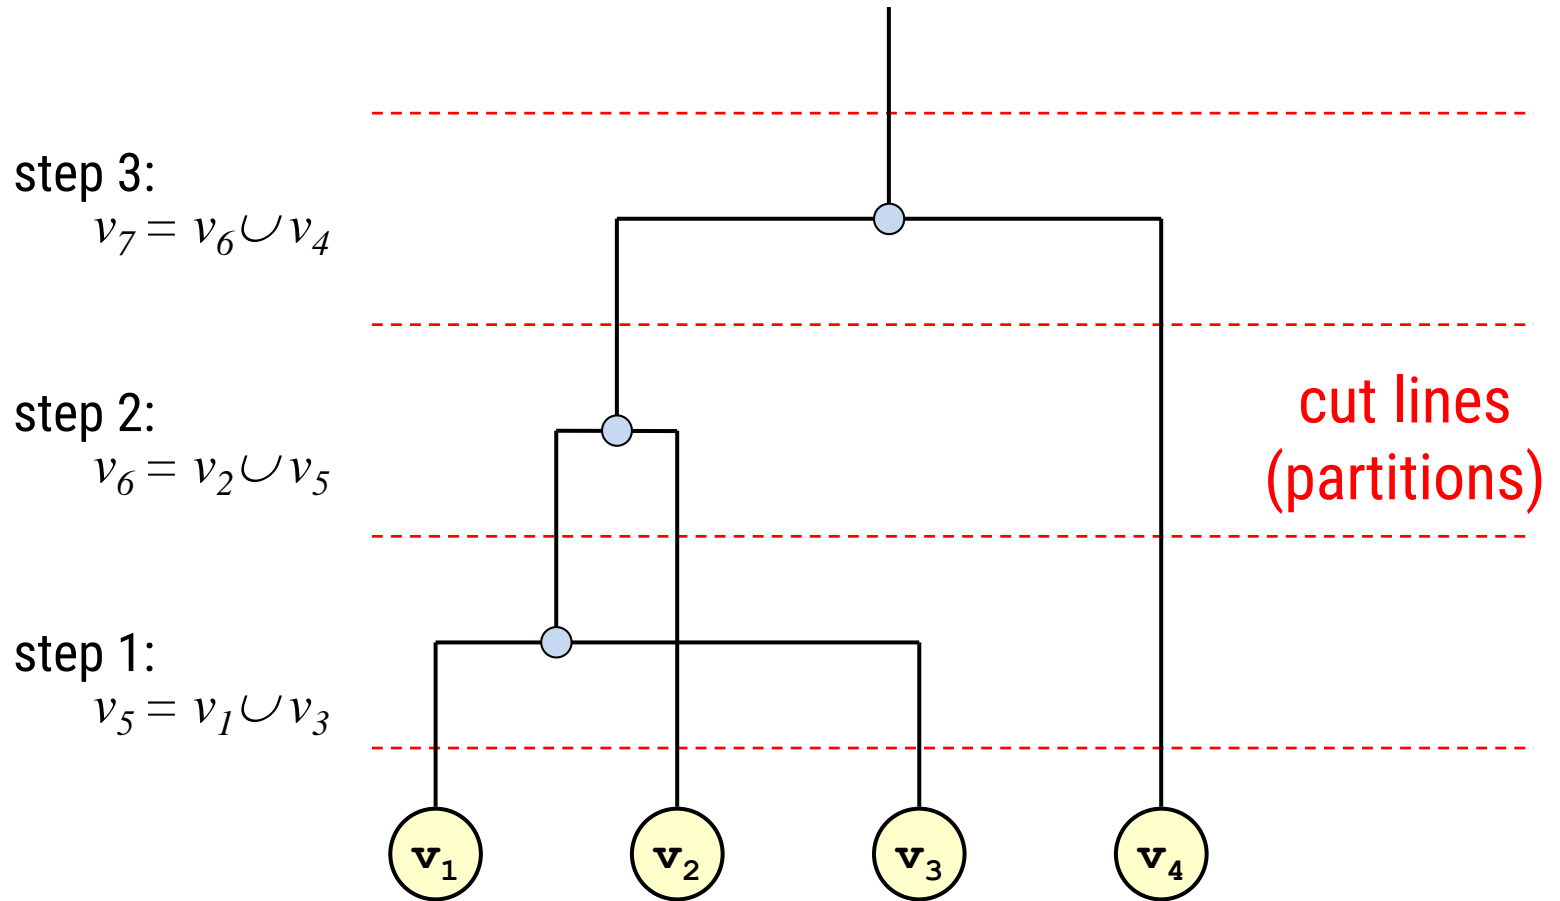 step 3:
v₇ = v₆ ∪ v₄
step 2:
v₆ = v₂ ∪ v₅
cut lines
(partitions)
step 1:
v₅ = v₁ ∪ v₃
v₁ v₂ v₃ v₄